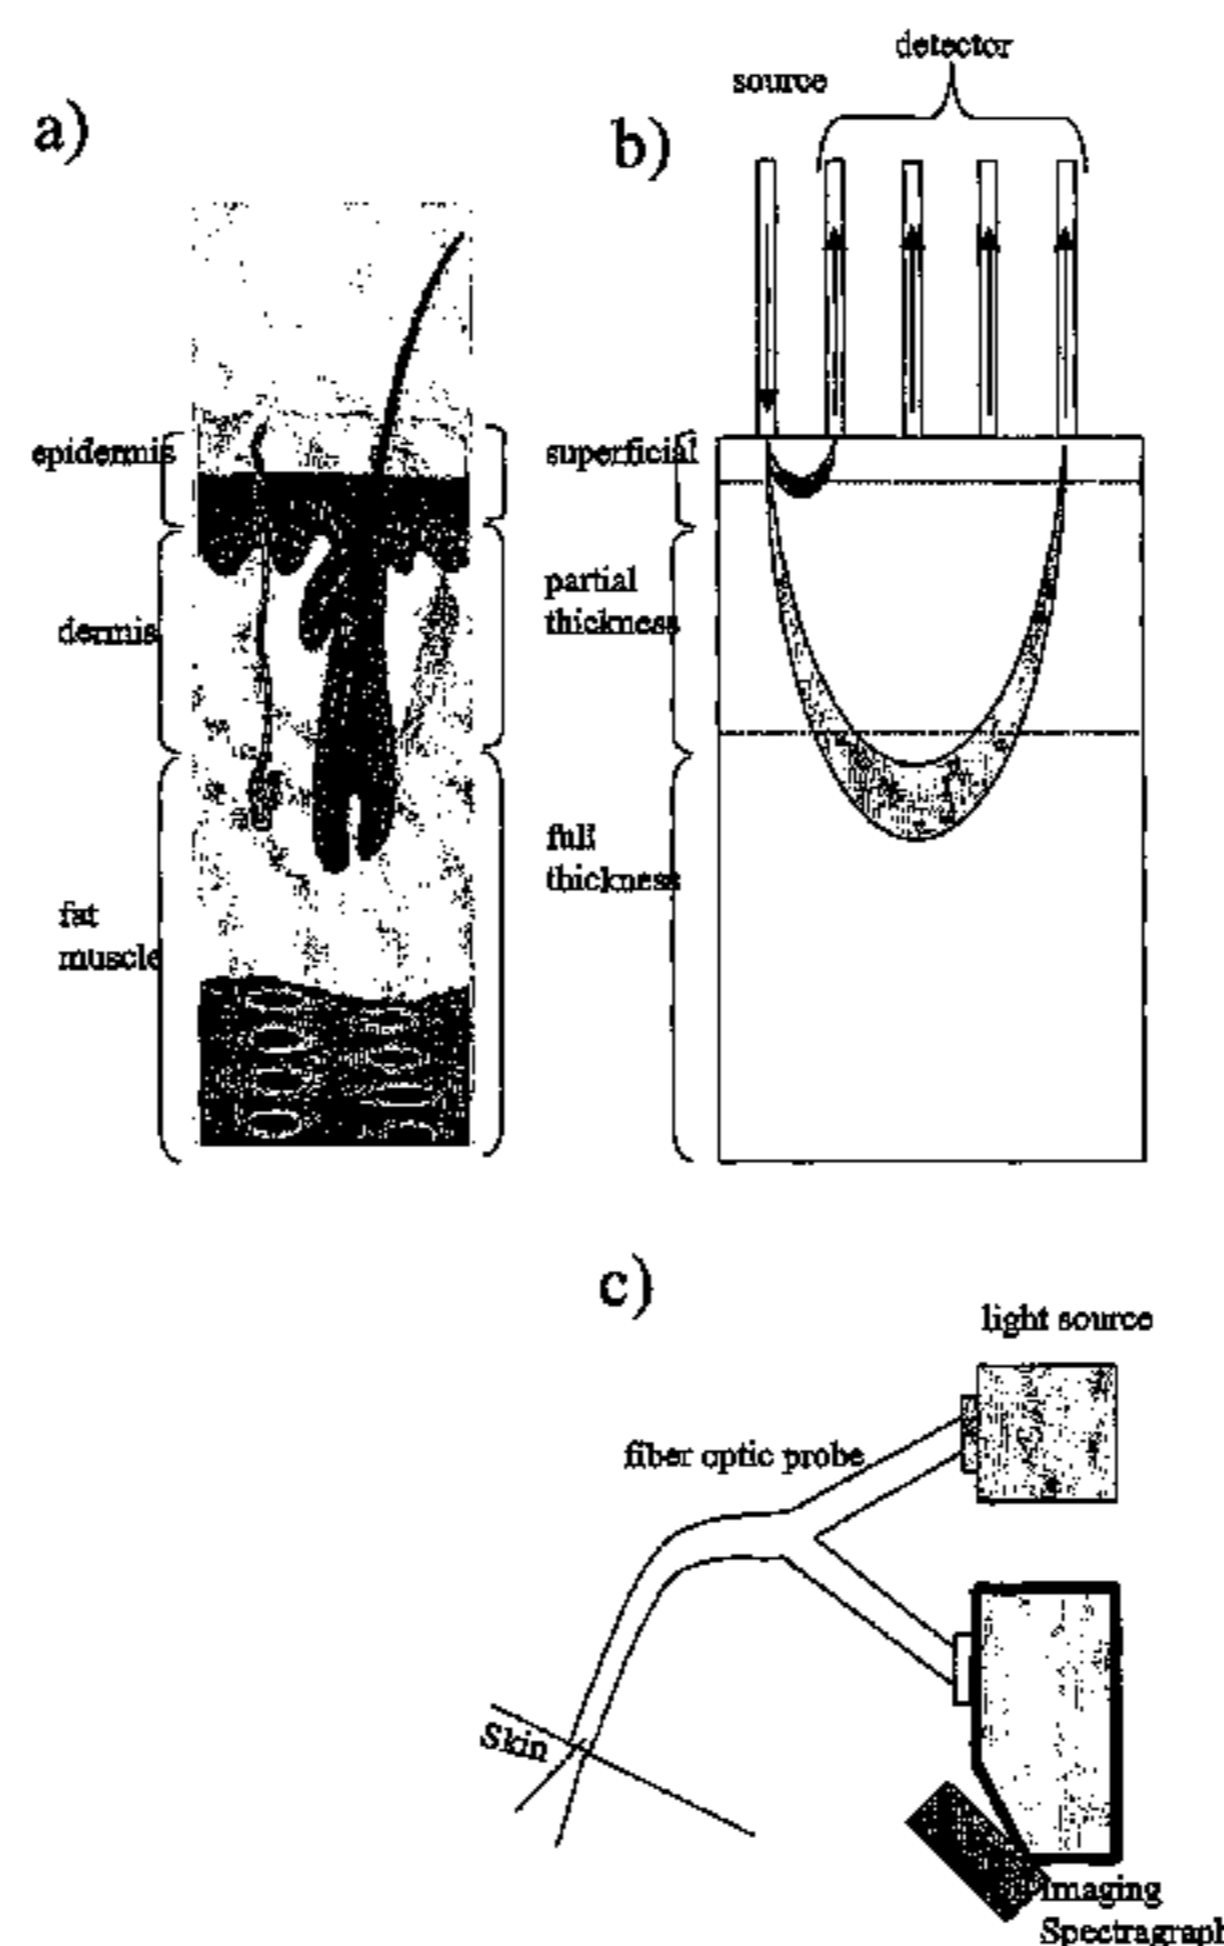 a)
epidermis
dermis
fat
muscle
b)
source
detector
superficial
partial
thickness
full
thickness
c)
light source
fiber optic probe
Skin
Imaging
Spectragraph